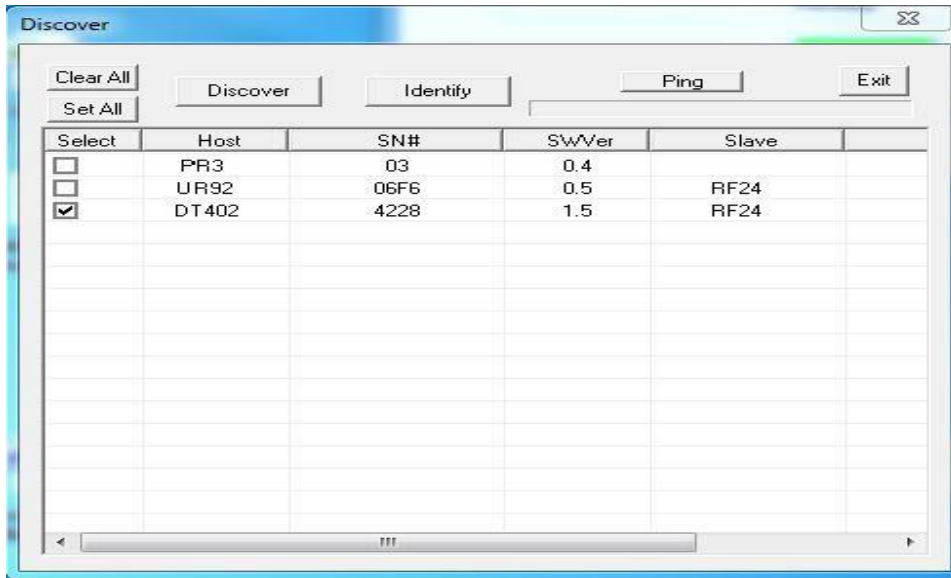 Discover
Clear All Discover Identify Ping Exit
Set All
Select Host SN# SWVer Slave
PR3 03 0.4
UR92 06F6 0.5 RF24
DT402 4228 1.5 RF24